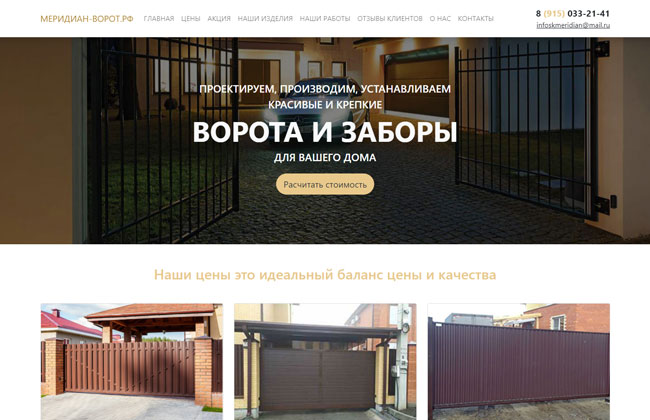 МЕРИДИАН-ВОРОТ.РФ ГЛАВНАЯ ЦЕНЫ АКЦИЯ НАШИ ИЗДЕЛИЯ НАШИ РАБОТЫ ОТЗЫВЫ КЛИЕНТОВ О НАС КОНТАКТЫ
8 (915) 033-21-41
infoskmeridian@mail.ru
ПРОЕКТИРУЕМ, ПРОИЗВОДИМ, УСТАНАВЛИВАЕМ
КРАСИВЫЕ И КРЕПКИЕ
ВОРОТА И ЗАБОРЫ
ДЛЯ ВАШЕГО ДОМА
Расчитать стоимость
Наши цены это идеальный баланс цены и качества